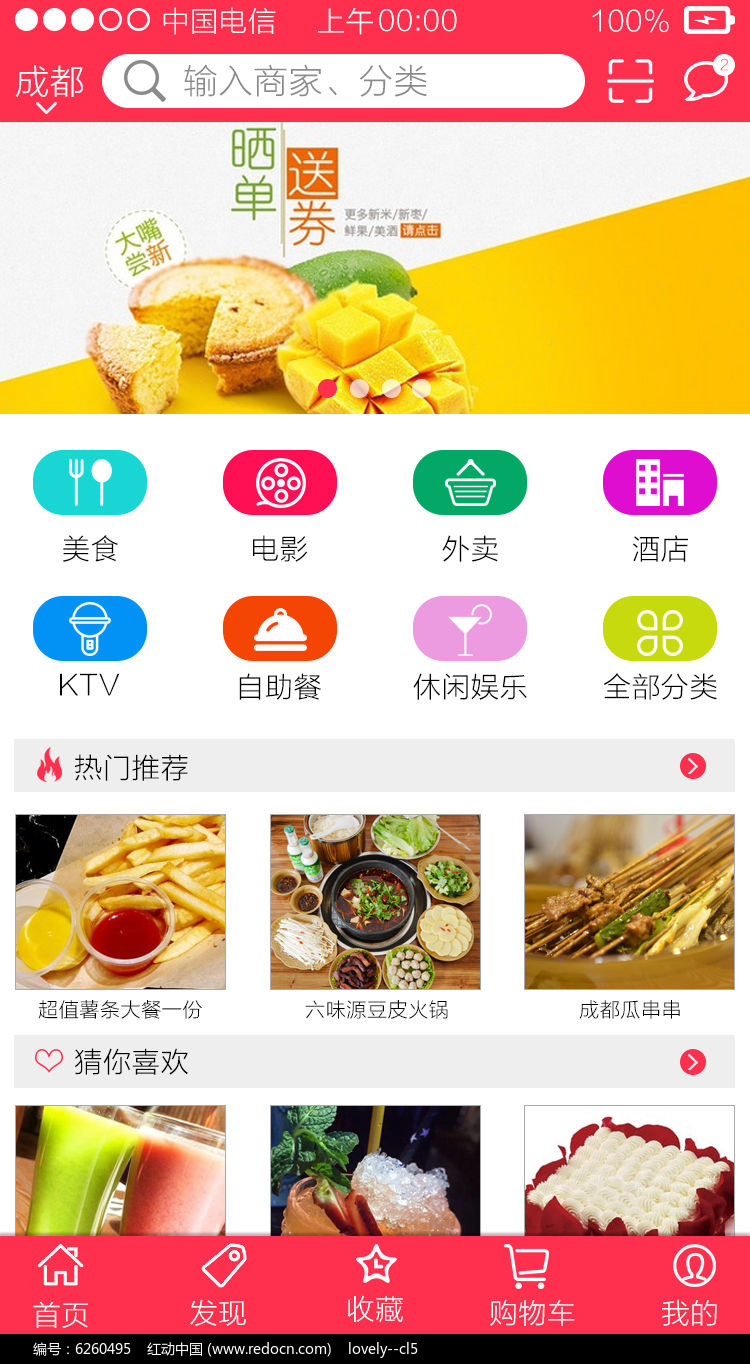 中国电信 上午00:00 100%
成都 输入商家、分类 2
晒单
送券
更多新米/新枣/
鲜果/美酒 请点击
大嘴
尝新
美食 电影 外卖 酒店
KTV 自助餐 休闲娱乐 全部分类
热门推荐
超值薯条大餐一份 六味源豆皮火锅 成都瓜串串
猜你喜欢
首页 发现 收藏 购物车 我的
编号：6260495 红动中国 (www.redocn.com) lovely--cl5